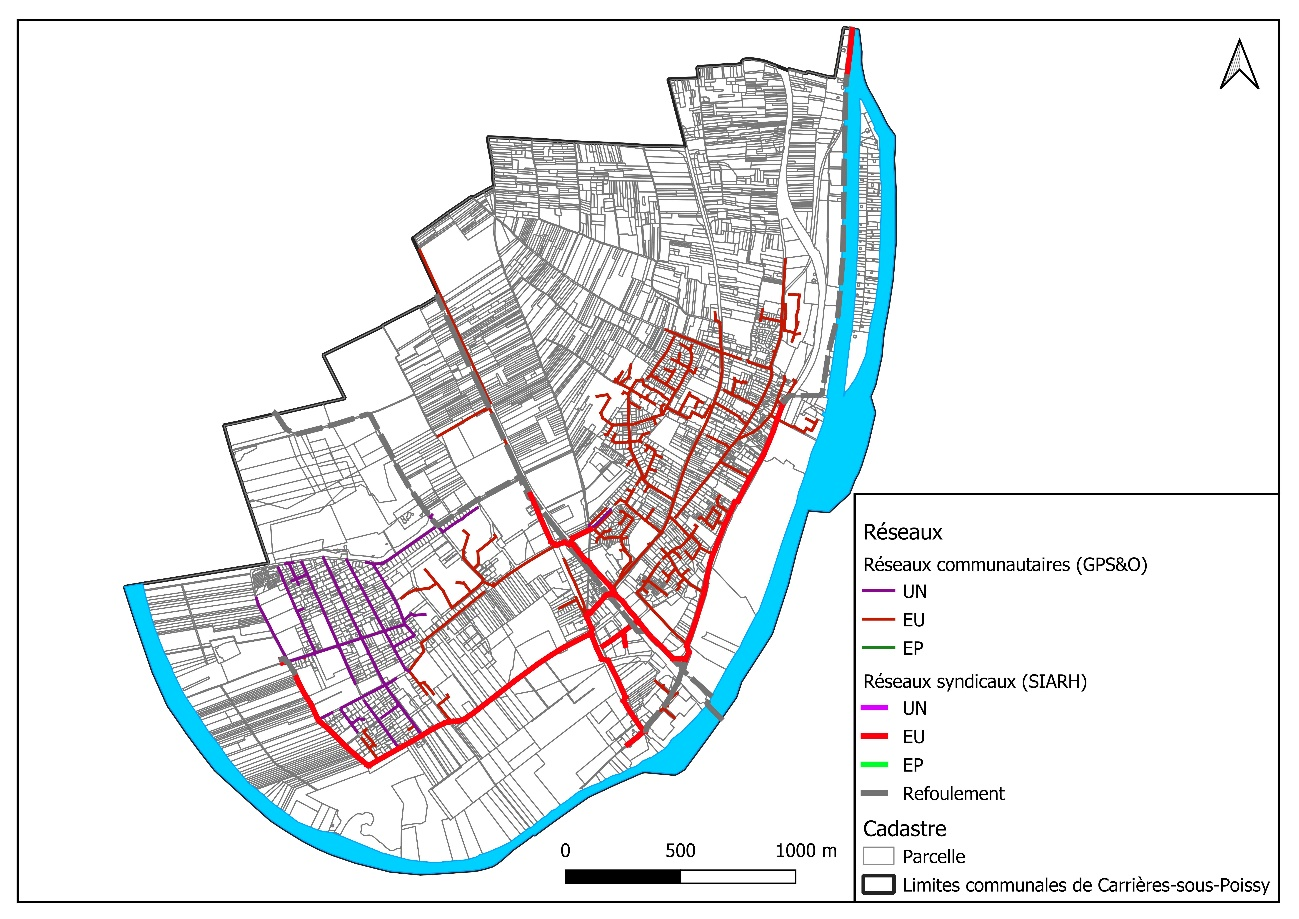 Réseaux
Réseaux communautaires (GPS&O)
UN
EU
EP
Réseaux syndicaux (SIARH)
UN
EU
EP
Refoulement
Cadastre
Parcelle
Limites communales de Carrières-sous-Poissy
0 500 1000 m